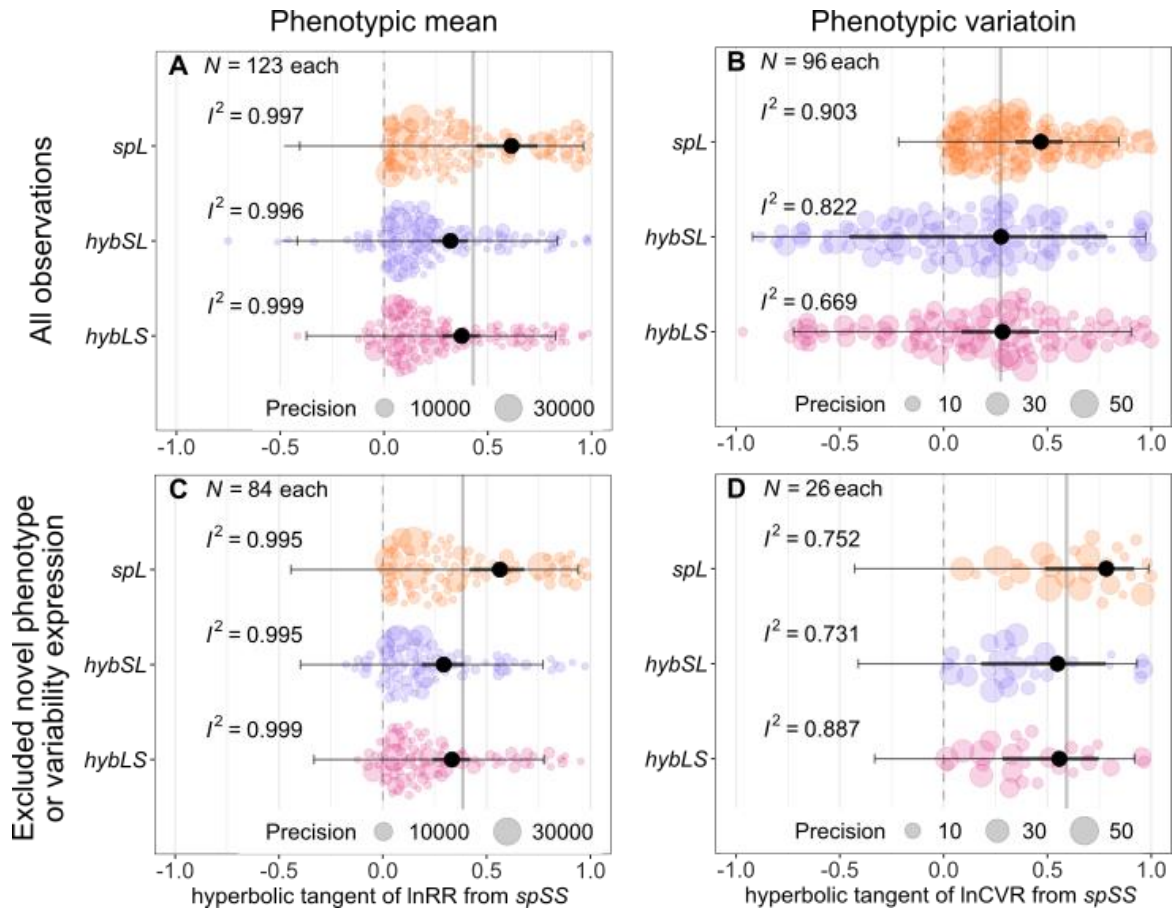 Phenotypic mean
Phenotypic variatoin
All observations
A N = 123 each
I² = 0.997
spL
I² = 0.996
hybSL
I² = 0.999
hybLS
Precision 10000 30000
-1.0 -0.5 0.0 0.5 1.0
B N = 96 each
I² = 0.903
spL
I² = 0.822
hybSL
I² = 0.669
hybLS
Precision 10 30 50
-1.0 -0.5 0.0 0.5 1.0
Excluded novel phenotype
or variability expression
C N = 84 each
I² = 0.995
spL
I² = 0.995
hybSL
I² = 0.999
hybLS
Precision 10000 30000
-1.0 -0.5 0.0 0.5 1.0
hyperbolic tangent of lnRR from spSS
D N = 26 each
I² = 0.752
spL
I² = 0.731
hybSL
I² = 0.887
hybLS
Precision 10 30 50
-1.0 -0.5 0.0 0.5 1.0
hyperbolic tangent of lnCVR from spSS